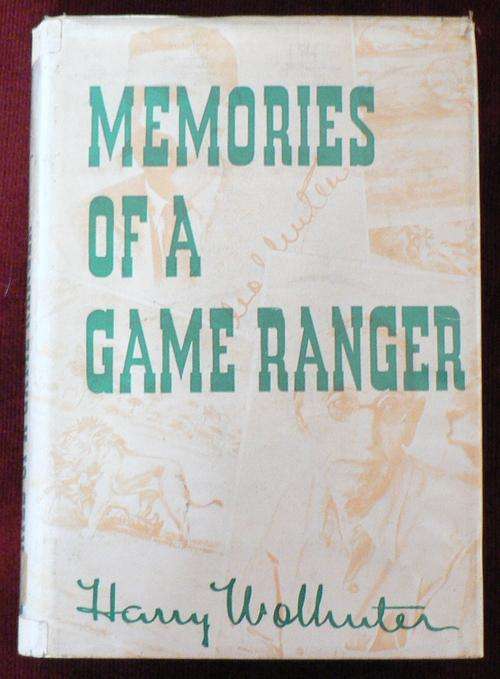 MEMORIES
OF A
GAME RANGER
Harry Wolhuter